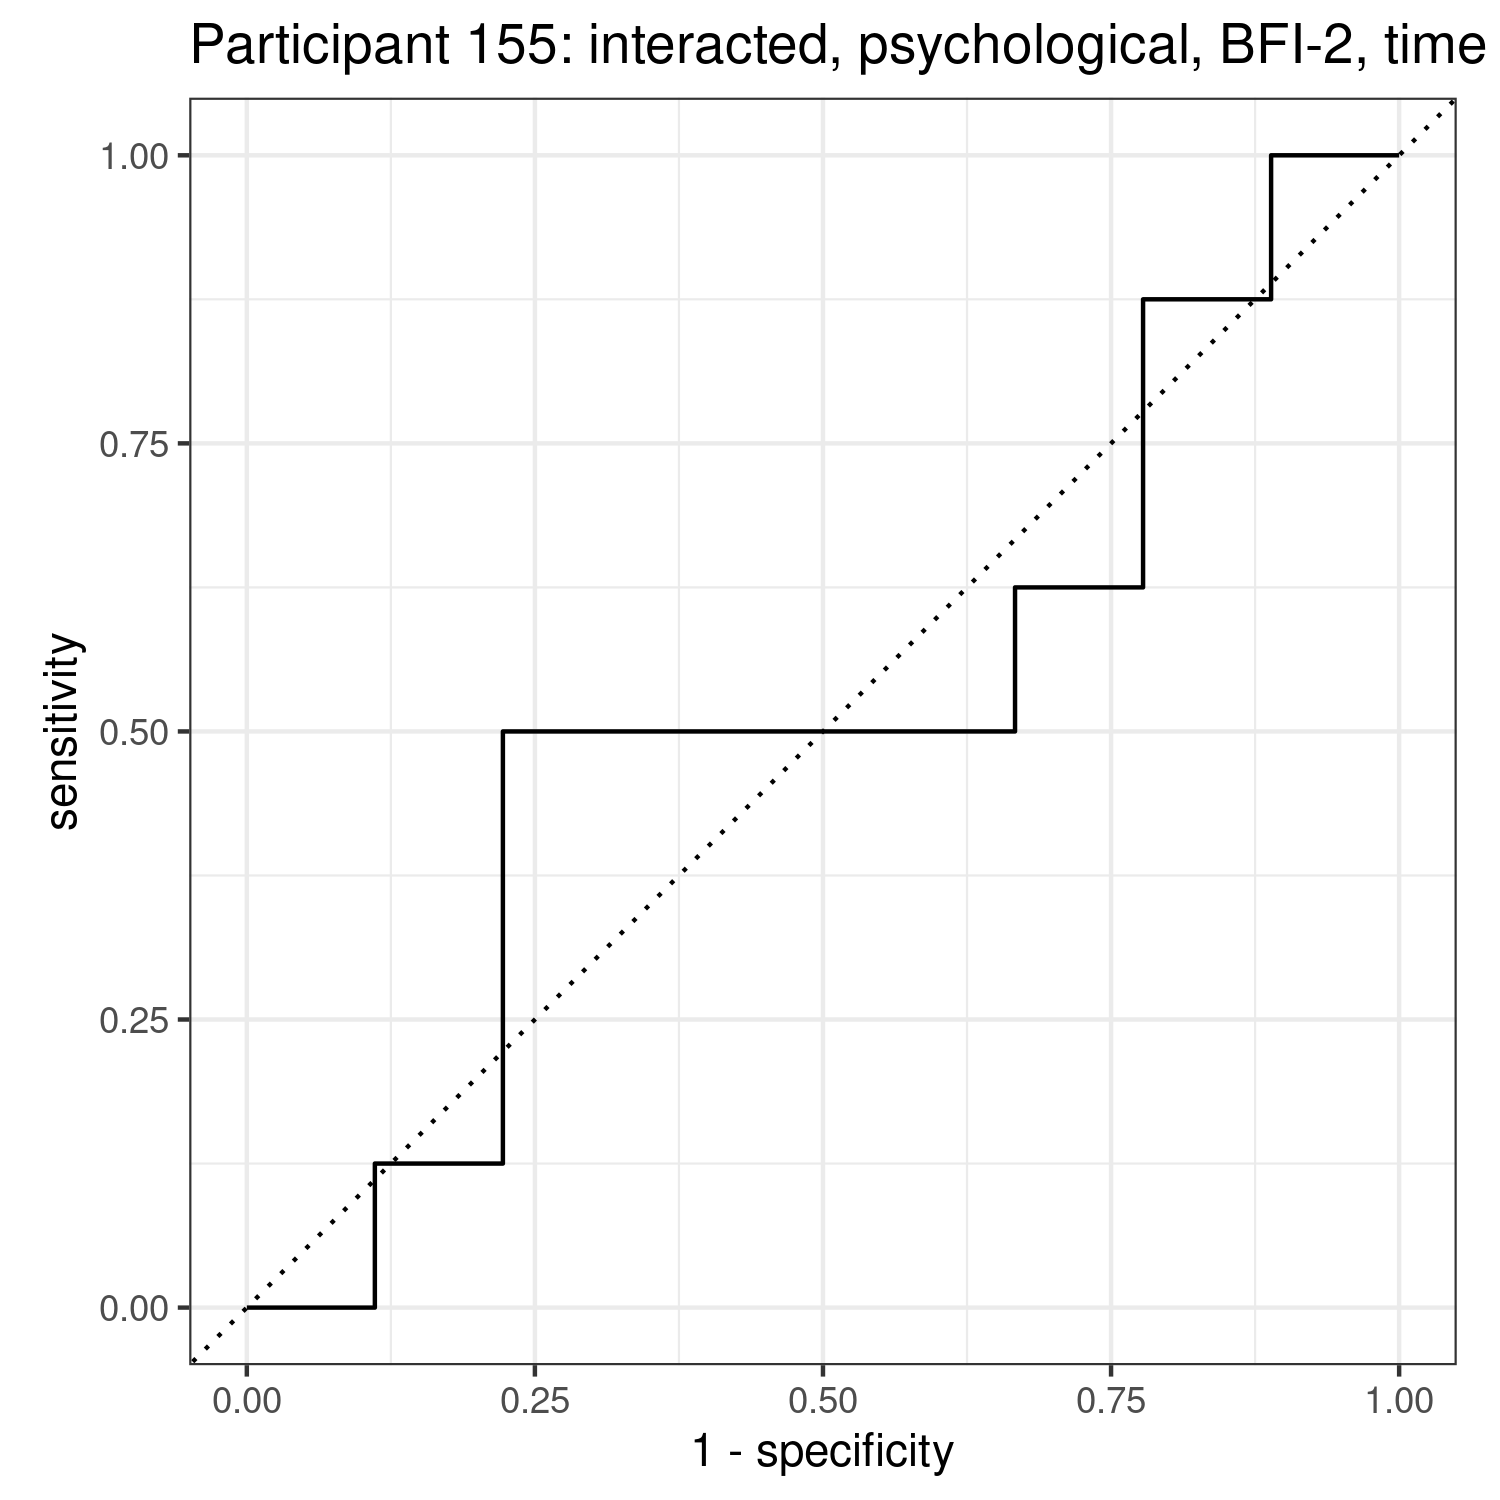 Participant 155: interacted, psychological, BFI-2, time
1.00
0.75
0.50
0.25
0.00
sensitivity
0.00 0.25 0.50 0.75 1.00
1 - specificity